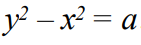 y² – x² = a